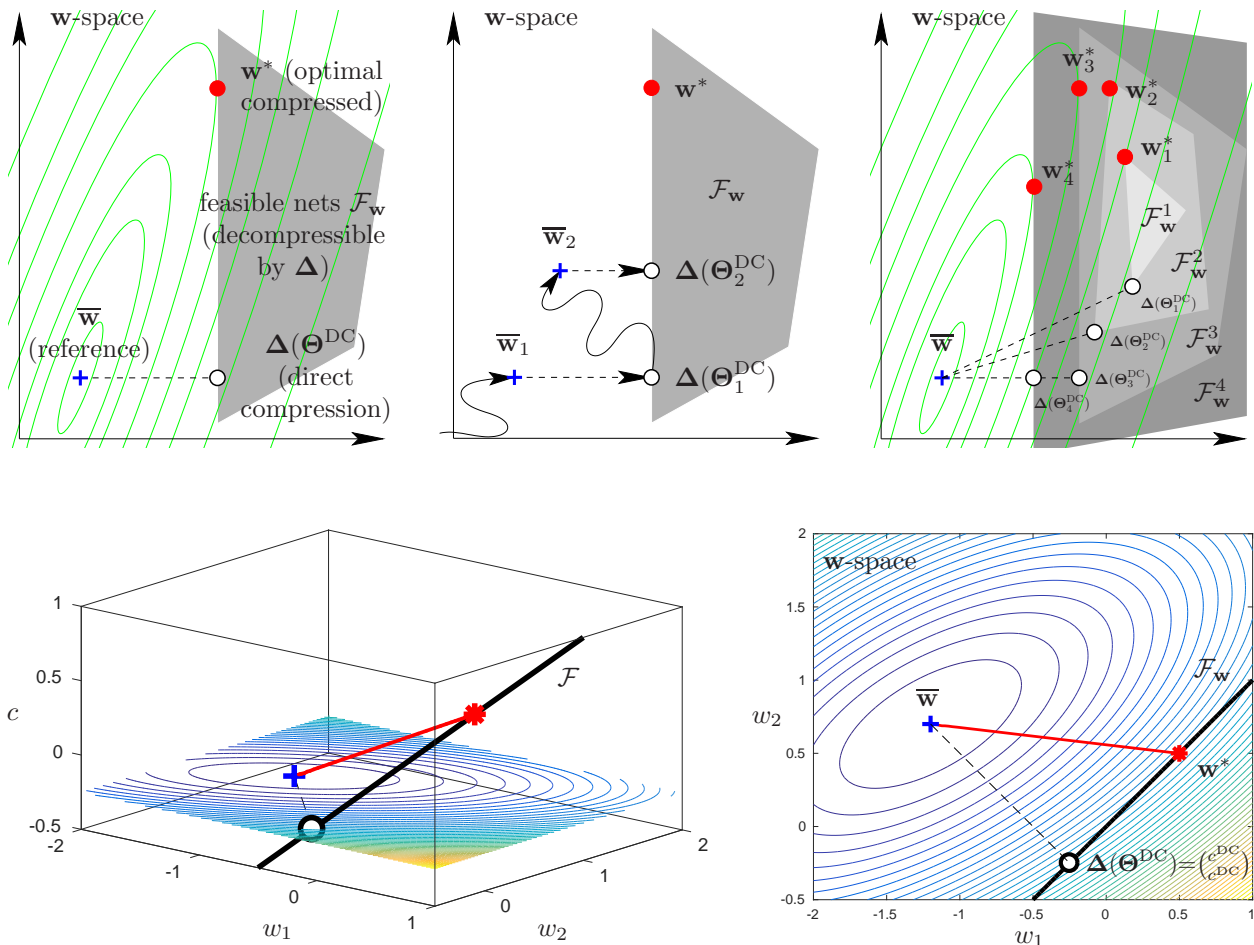 w-space
w* (optimal
compressed)
feasible nets F_w
(decompressible
by Δ)
w̅
(reference)
Δ(Θ^DC)
(direct
compression)
w-space
w*
F_w
w̅_2
Δ(Θ_2^DC)
w̅_1
Δ(Θ_1^DC)
w-space
w_3*
w_2*
w_1*
w_4*
F_w^1
F_w^2
Δ(Θ_1^DC)
F_w^3
Δ(Θ_2^DC)
w̅
Δ(Θ_3^DC)
F_w^4
Δ(Θ_4^DC)
1
0.5
0
-0.5
c
F
-2
-1
0
1
w_1
0
1
2
w_2
w-space
2
1.5
1
0.5
0
-0.5
w_2
w̅
F_w
w*
Δ(Θ^DC)=(c^DC c^DC)
-2
-1.5
-1
-0.5
0
0.5
1
w_1